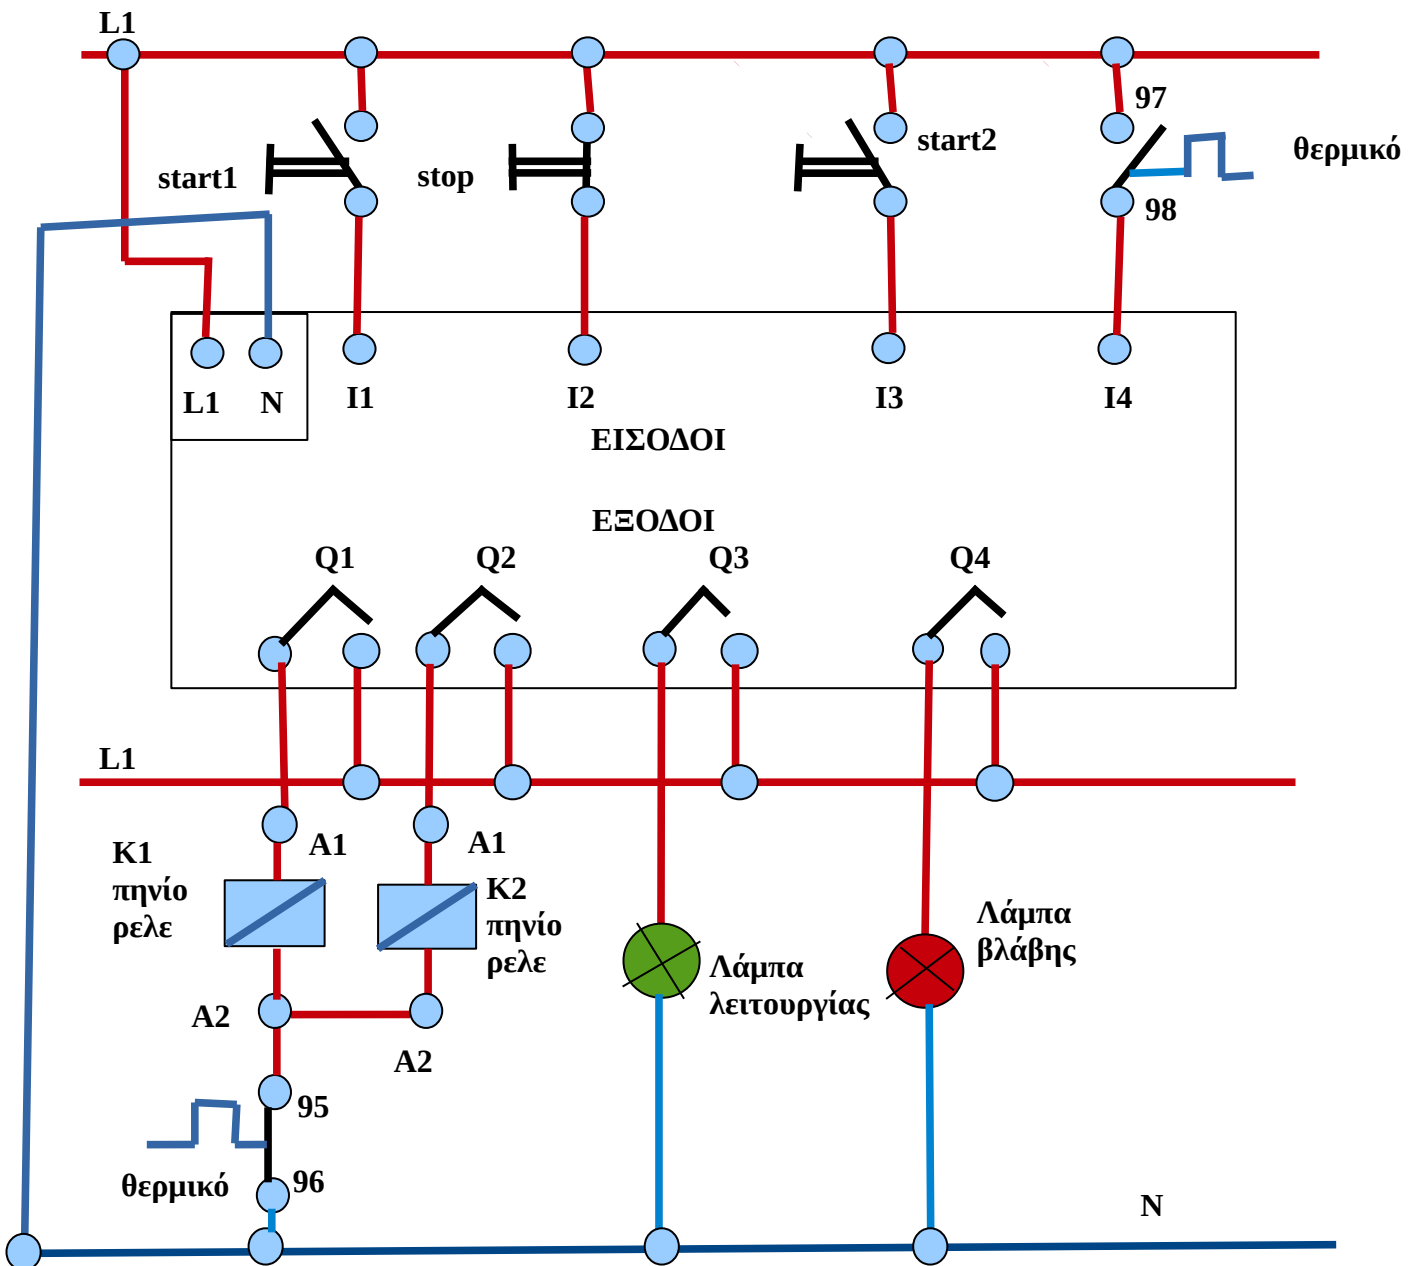 L1
97
start1
stop
start2
θερμικό
98
L1
N
I1
I2
I3
I4
ΕΙΣΟΔΟΙ
ΕΞΟΔΟΙ
Q1
Q2
Q3
Q4
L1
K1
πηνίο
ρελε
A1
A1
K2
πηνίο
ρελε
Λάμπα
λειτουργίας
Λάμπα
βλάβης
A2
A2
95
θερμικό
96
N